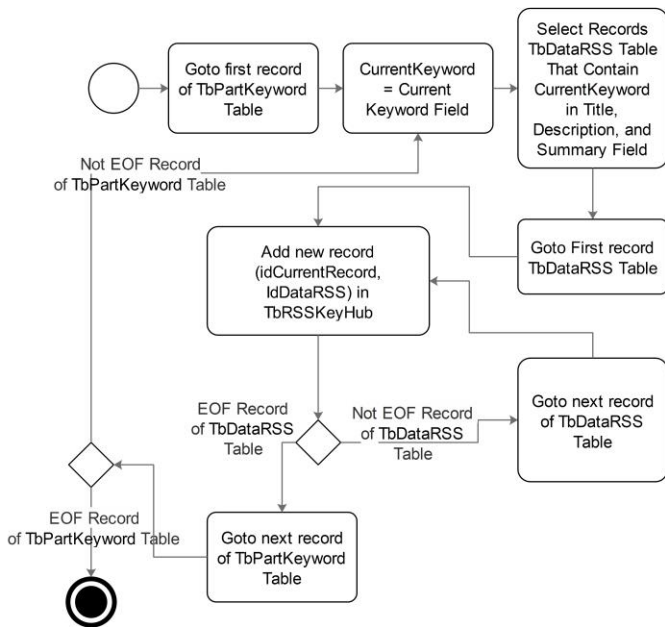 Goto first record
of TbPartKeyword
Table
CurrentKeyword
= Current
Keyword Field
Select Records
TbDataRSS Table
That Contain
CurrentKeyword
in Title,
Description, and
Summary Field
Not EOF Record
of TbPartKeyword Table
Goto First record
TbDataRSS Table
Add new record
(idCurrentRecord,
IdDataRSS) in
TbRSSKeyHub
Goto next record
of TbDataRSS
Table
EOF Record
of TbDataRSS
Table
Not EOF Record
of TbDataRSS
Table
EOF Record
of TbPartKeyword Table
Goto next record
of TbPartKeyword
Table